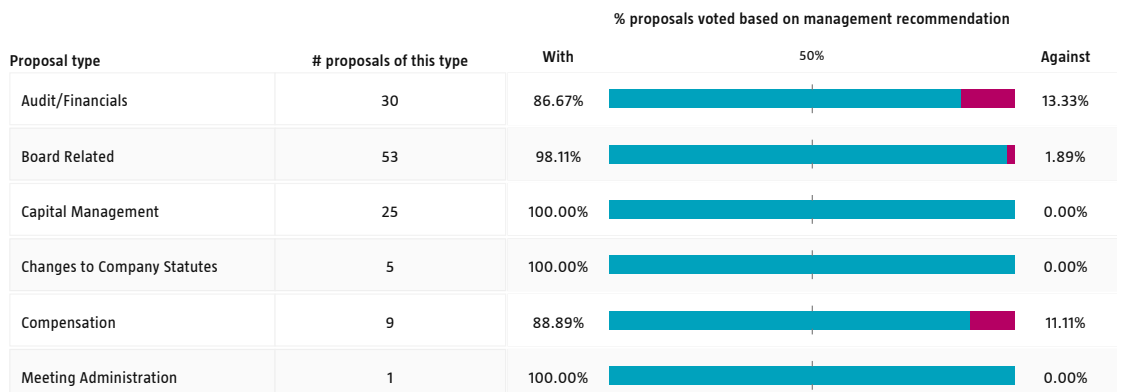 % proposals voted based on management recommendation
Proposal type # proposals of this type With 50% Against
Audit/Financials 30 86.67% 13.33%
Board Related 53 98.11% 1.89%
Capital Management 25 100.00% 0.00%
Changes to Company Statutes 5 100.00% 0.00%
Compensation 9 88.89% 11.11%
Meeting Administration 1 100.00% 0.00%